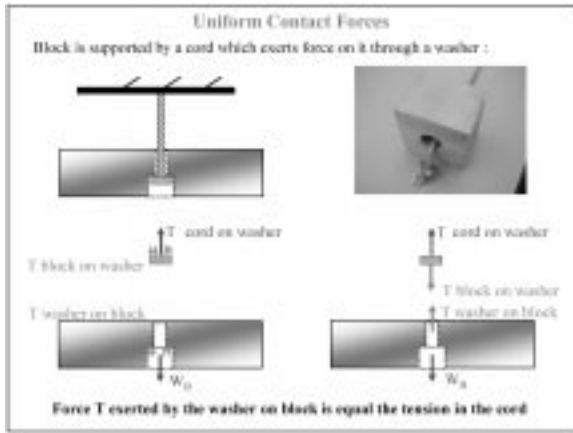 Uniform Contact Forces
Block is supported by a cord which exerts force on it through a washer :
T cord on washer
T block on washer
T cord on washer
T block on washer
T washer on block
T washer on block
W_B
W_B
Force T exerted by the washer on block is equal the tension in the cord